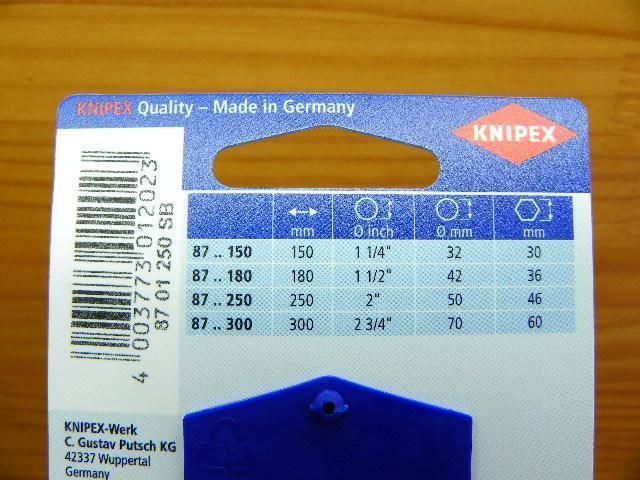 KNIPEX Quality – Made in Germany
KNIPEX
4 003773 012023
87 01 250 SB
mm Ø inch Ø mm mm
87 .. 150 150 1 1/4" 32 30
87 .. 180 180 1 1/2" 42 36
87 .. 250 250 2" 50 46
87 .. 300 300 2 3/4" 70 60
KNIPEX-Werk
C. Gustav Putsch KG
42337 Wuppertal
Germany